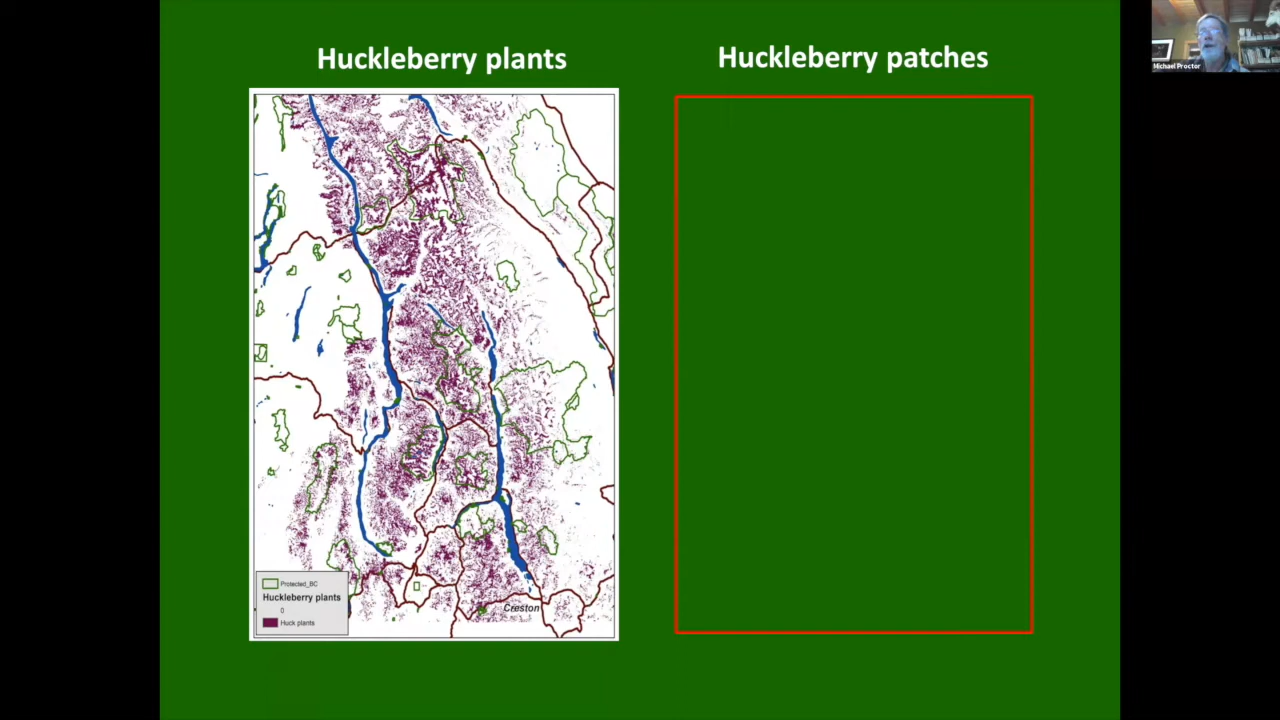 Huckleberry plants
Huckleberry patches
Michael Proctor
Creston
Protected_BC
Huckleberry plants
0
Huck plants